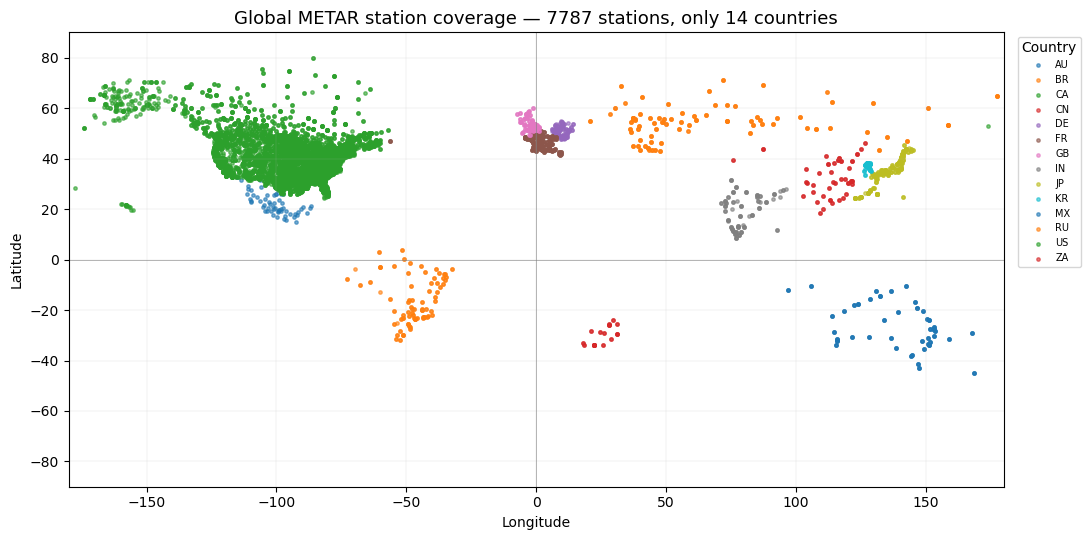 Global METAR station coverage — 7787 stations, only 14 countries
80
60
40
20
0
−20
−40
−60
−80
Latitude
−150
−100
−50
0
50
100
150
Longitude
Country
AU
BR
CA
CN
DE
FR
GB
IN
JP
KR
MX
RU
US
ZA